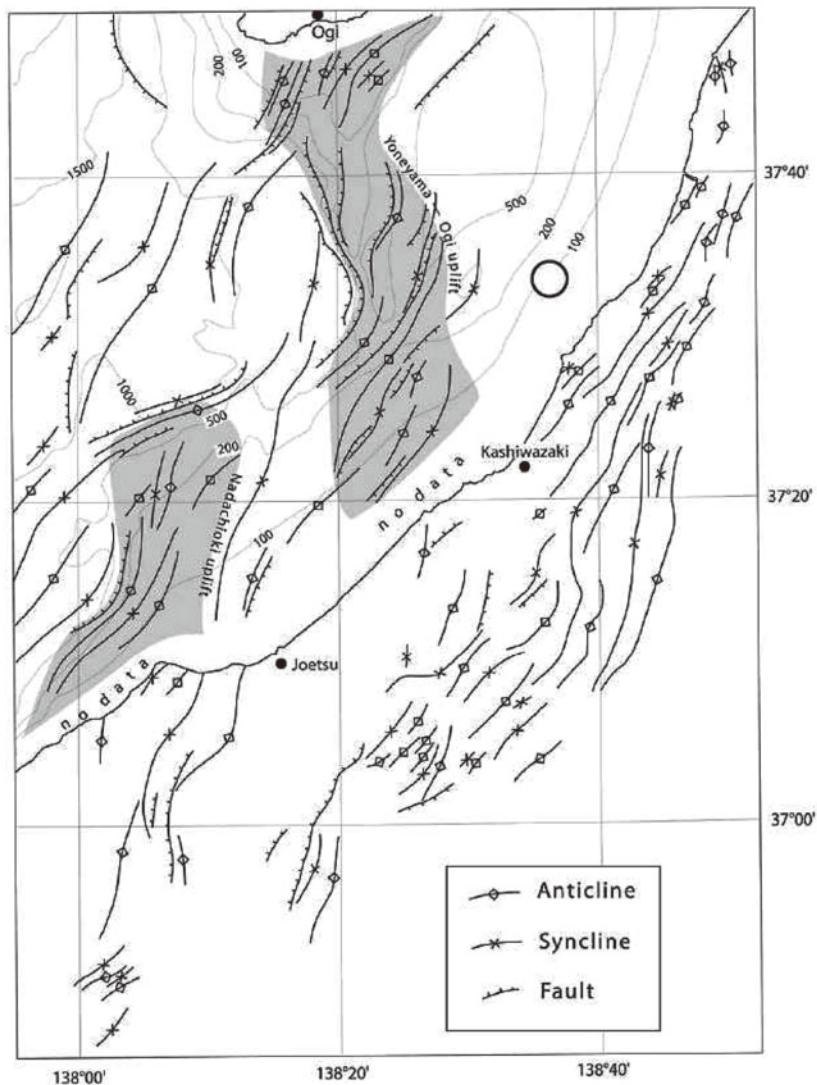 Ogi
100
200
1500
37°40'
Yoneyama - Ogi uplift
500
200
100
1000
500
200
Kashiwazaki
no data
37°20'
Nadachioki uplift
100
Joetsu
no data
37°00'
Anticline
Syncline
Fault
138°00'
138°20'
138°40'